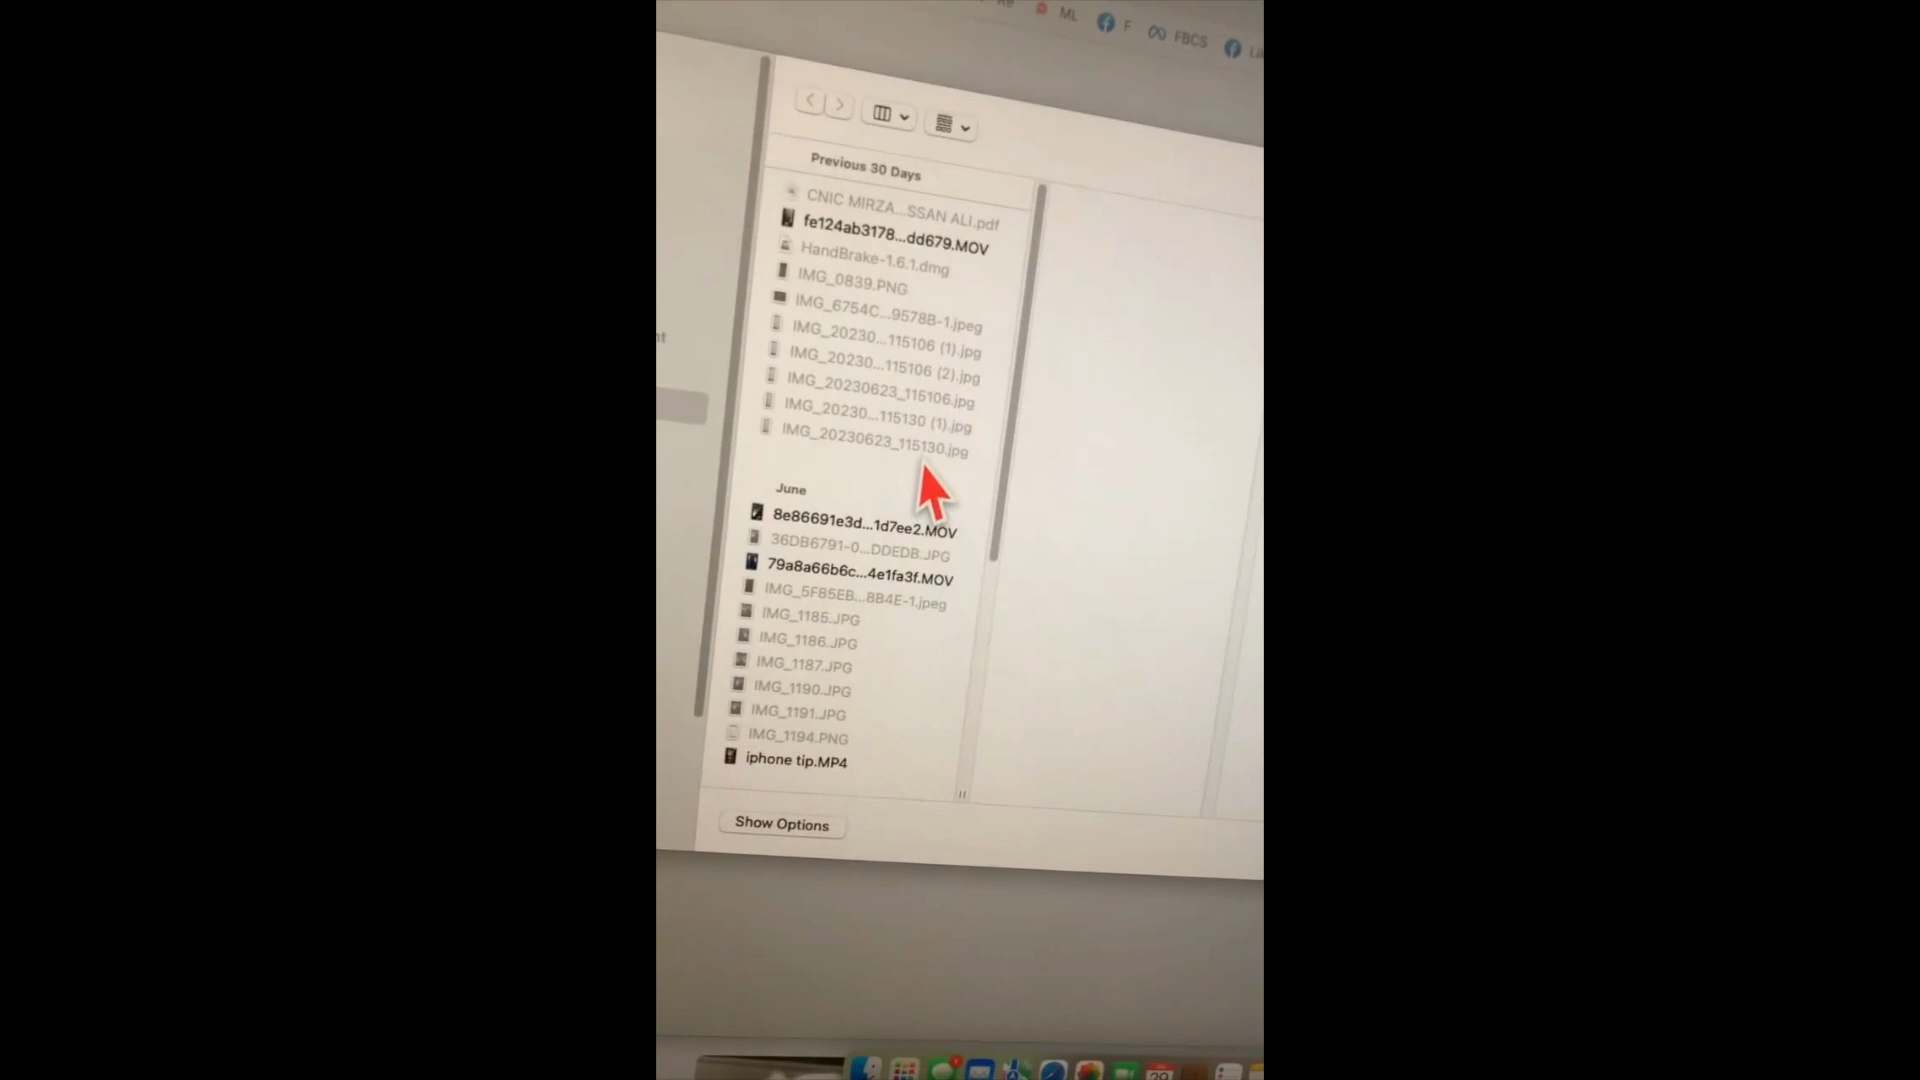 ML
F
FBCS
Previous 30 Days
CNIC MIRZA...SSAN ALI.pdf
fe124ab3178...dd679.MOV
HandBrake-1.6.1.dmg
IMG_0839.PNG
IMG_6754C...9578B-1.jpeg
IMG_20230...115106 (1).jpg
IMG_20230...115106 (2).jpg
IMG_20230623_115106.jpg
IMG_20230...115130 (1).jpg
IMG_20230623_115130.jpg
June
8e86691e3d...1d7ee2.MOV
36DB6791-0...DDEDB.JPG
79a8a66b6c...4e1fa3f.MOV
IMG_5F85EB...8B4E-1.jpeg
IMG_1185.JPG
IMG_1186.JPG
IMG_1187.JPG
IMG_1190.JPG
IMG_1191.JPG
IMG_1194.PNG
iphone tip.MP4
Show Options